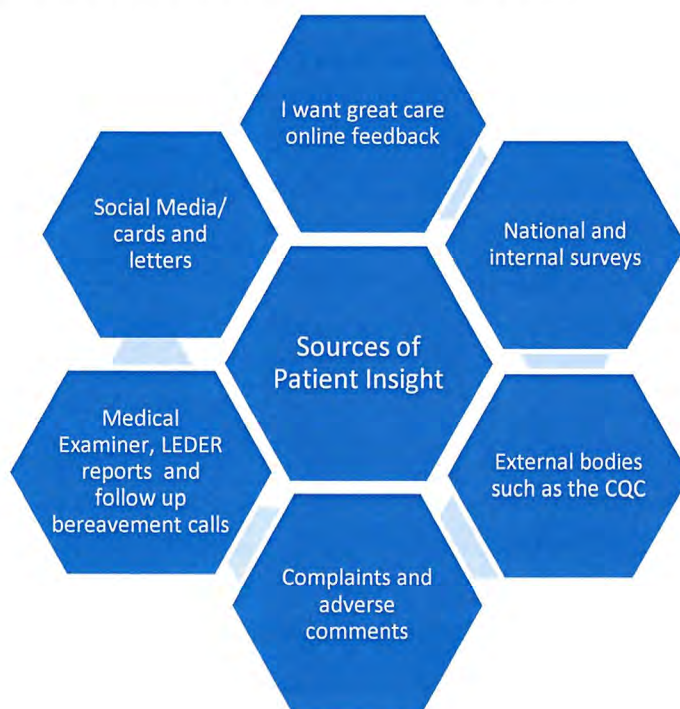 I want great care
online feedback
Social Media/
cards and
letters
National and
internal surveys
Sources of
Patient Insight
Medical
Examiner, LEDER
reports and
follow up
bereavement calls
External bodies
such as the CQC
Complaints and
adverse
comments